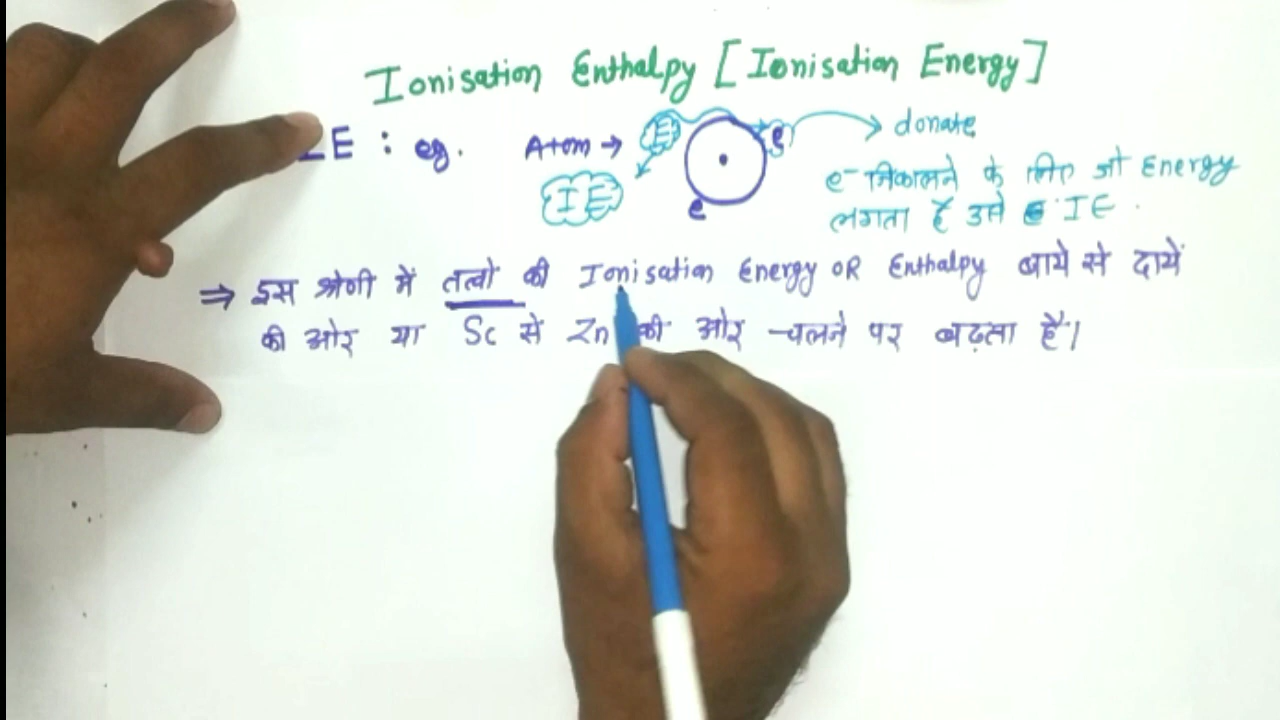 Ionisation Enthalpy [Ionisation Energy]
IE : eg. Atom → IE e donate
IE e
e⁻ निकालने के लिए जो Energy
लगता है उसे IE.
⇒ इस श्रेणी में तत्वो की Ionisation Energy OR Enthalpy बाये से दायें
की ओर या Sc से Zn की ओर चलने पर बढ़ता है।